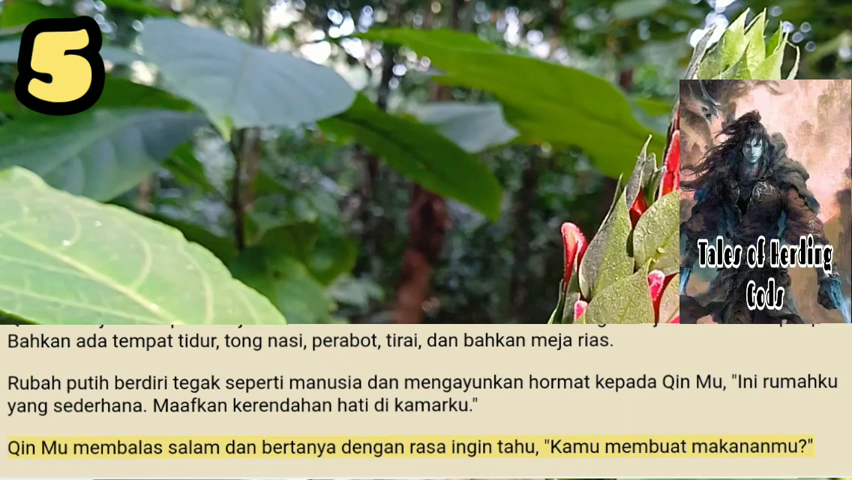 5
Tales of Herding
Gods
Bahkan ada tempat tidur, tong nasi, perabot, tirai, dan bahkan meja rias.
Rubah putih berdiri tegak seperti manusia dan mengayunkan hormat kepada Qin Mu, "Ini rumahku
yang sederhana. Maafkan kerendahan hati di kamarku."
Qin Mu membalas salam dan bertanya dengan rasa ingin tahu, "Kamu membuat makananmu?"